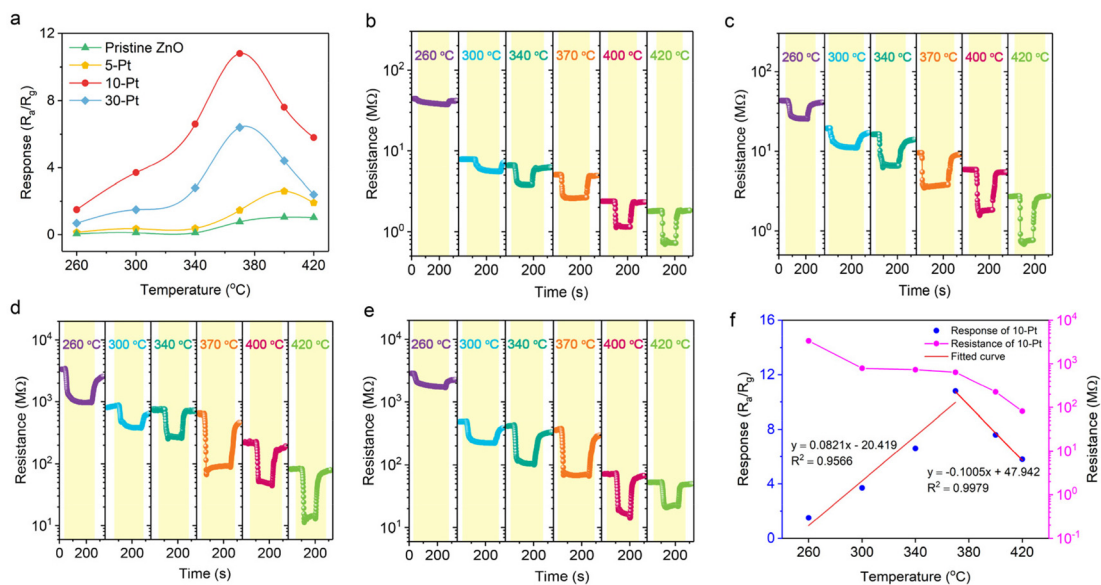 a
Response (Ra/Rg)
12
8
4
0
Pristine ZnO
5-Pt
10-Pt
30-Pt
260 300 340 380 420
Temperature (°C)
b
Resistance (MΩ)
10²
10¹
10⁰
260 °C 300 °C 340 °C 370 °C 400 °C 420 °C
0 200 200 200 200 200 200
Time (s)
c
Resistance (MΩ)
10²
10¹
10⁰
260 °C 300 °C 340 °C 370 °C 400 °C 420 °C
0 200 200 200 200 200 200
Time (s)
d
Resistance (MΩ)
10⁴
10³
10²
10¹
260 °C 300 °C 340 °C 370 °C 400 °C 420 °C
0 200 200 200 200 200 200
Time (s)
e
Resistance (MΩ)
10⁴
10³
10²
10¹
260 °C 300 °C 340 °C 370 °C 400 °C 420 °C
0 200 200 200 200 200 200
Time (s)
f
Response (Ra/Rg)
16
12
8
4
0
Response of 10-Pt
Resistance of 10-Pt
Fitted curve
y = 0.0821x - 20.419
R² = 0.9566
y = -0.1005x + 47.942
R² = 0.9979
10⁴
10³
10²
10¹
10⁰
10⁻¹
Resistance (MΩ)
260 300 340 380 420
Temperature (°C)